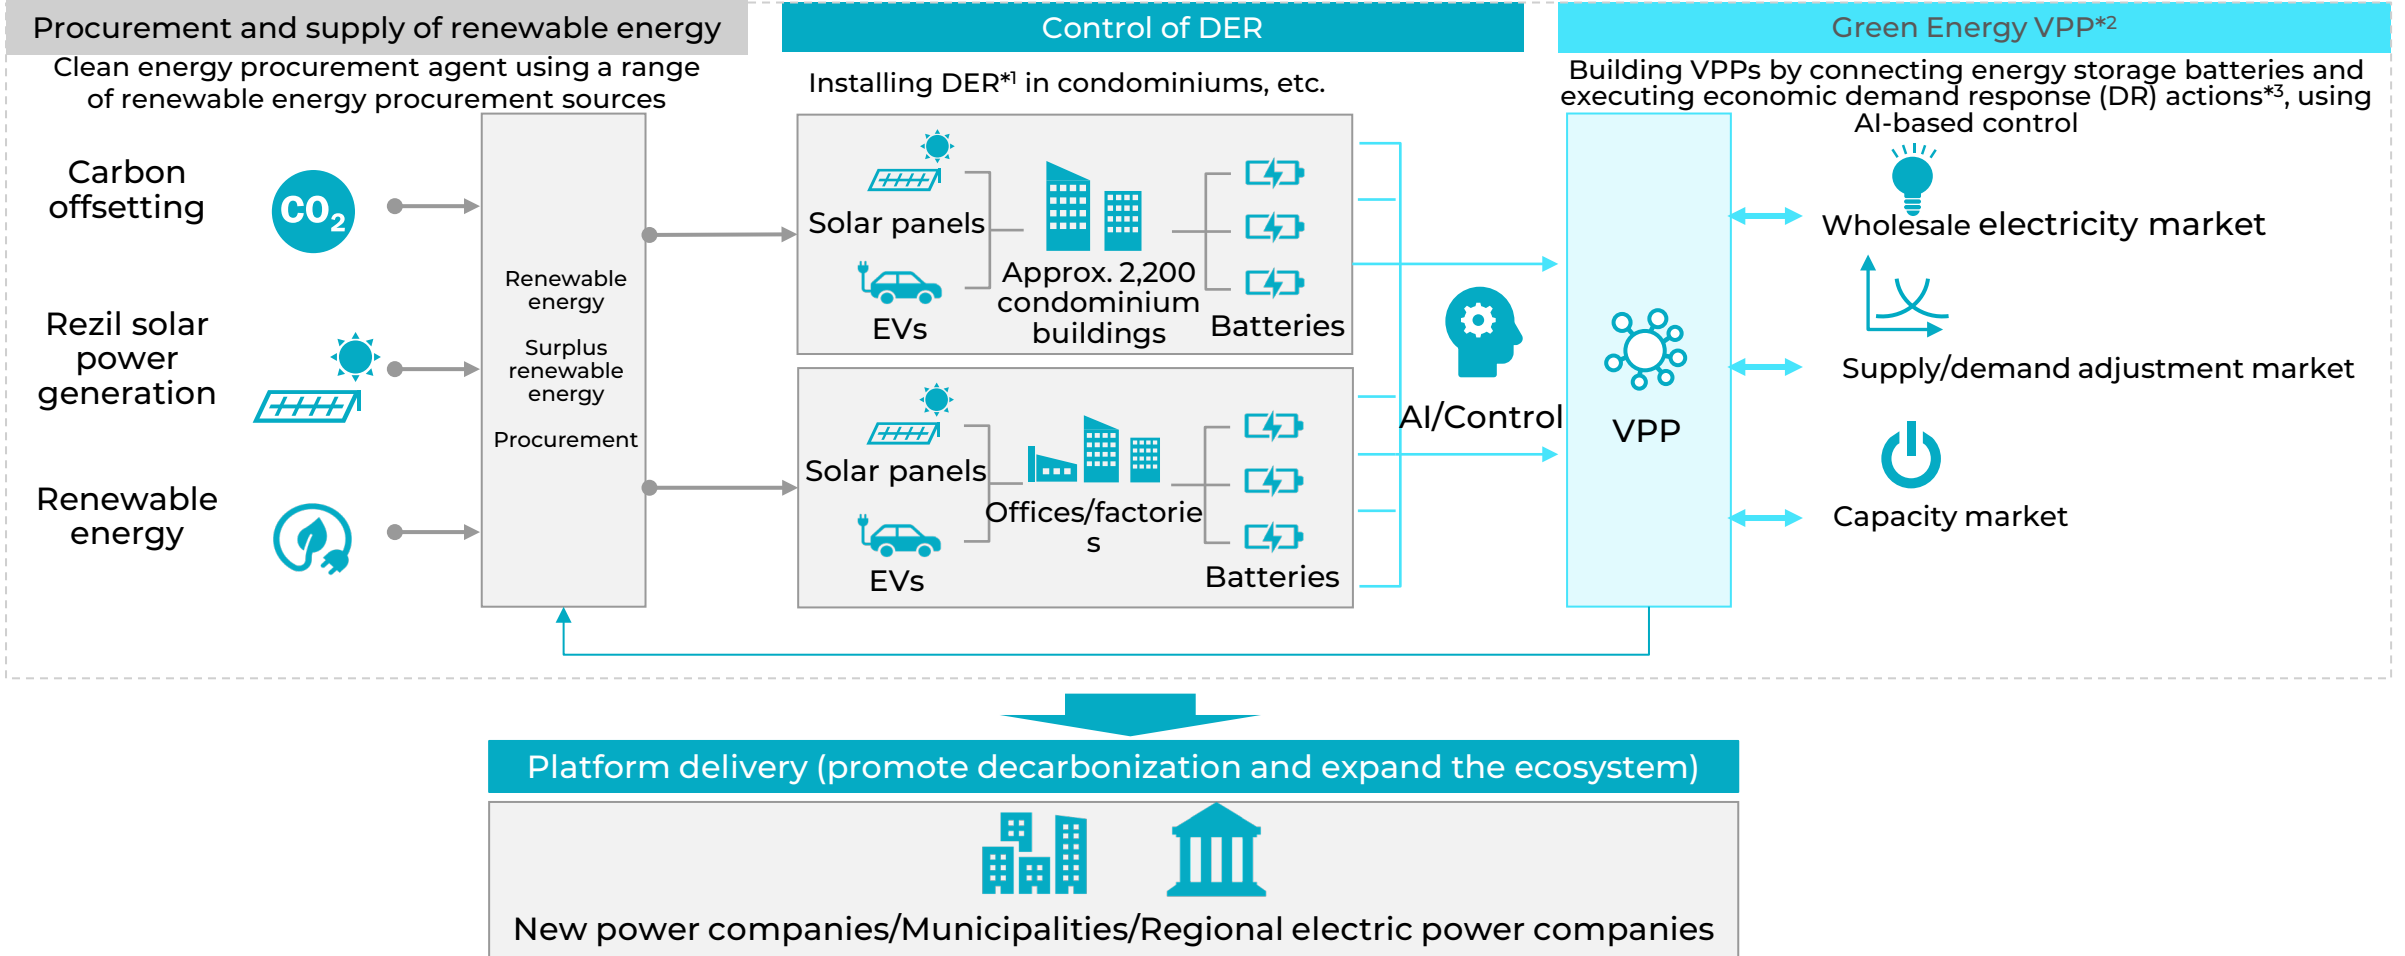 Procurement and supply of renewable energy
Clean energy procurement agent using a range
of renewable energy procurement sources
Carbon
offsetting
CO2
Rezil solar
power
generation
Renewable
energy
Renewable
energy
Surplus
renewable
energy
Procurement
Control of DER
Installing DER*1 in condominiums, etc.
Solar panels
EVs
Approx. 2,200
condominium
buildings
Batteries
Solar panels
EVs
Offices/factorie
s
Batteries
AI/Control
Green Energy VPP*2
Building VPPs by connecting energy storage batteries and
executing economic demand response (DR) actions*3, using
AI-based control
VPP
Wholesale electricity market
Supply/demand adjustment market
Capacity market
Platform delivery (promote decarbonization and expand the ecosystem)
New power companies/Municipalities/Regional electric power companies